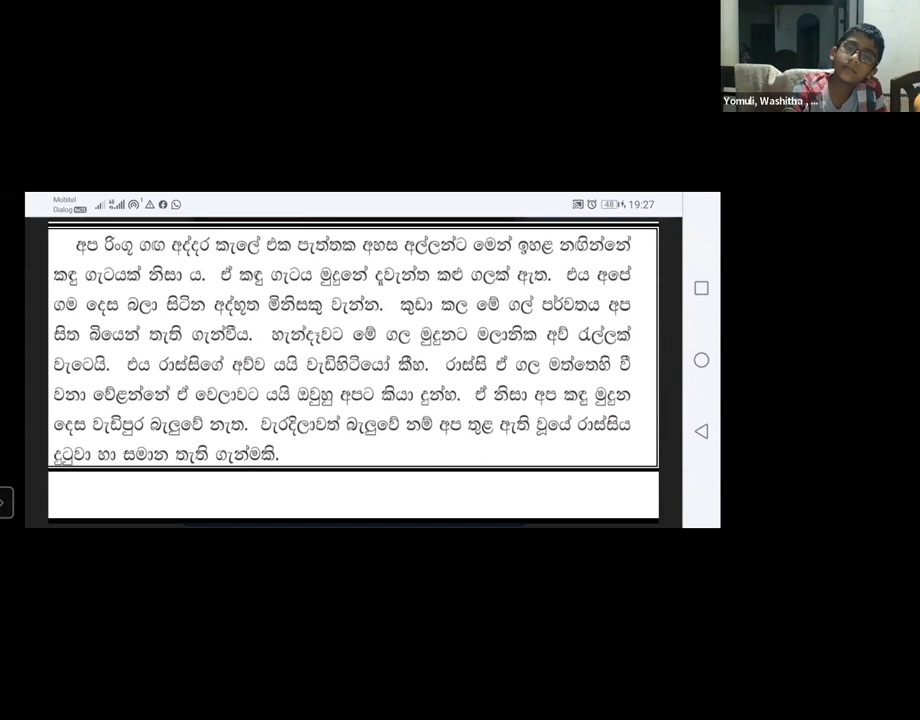 Yomuli, Washitha , ...
Mobitel
Dialog VoLTE
48 19:27
අප රිංගූ ගඟ අද්දර කැලේ එක පැත්තක අහස අල්ලන්ට මෙන් ඉහළ නඟින්නේ
කඳු ගැටයක් නිසා ය. ඒ කඳු ගැටය මුදුනේ දැවැන්ත කළු ගලක් ඇත. එය අපේ
ගම දෙස බලා සිටින අද්භූත මිනිසකු වැන්න. කුඩා කල මේ ගල් පර්වතය අප
සිත බියෙන් තැති ගැන්වීය. හැන්දෑවට මේ ගල මුදුනට මලානික අව් රැල්ලක්
වැටෙයි. එය රාස්සිගේ අව්ව යයි වැඩිහිටියෝ කීහ. රාස්සි ඒ ගල මත්තෙහි වී
වනා වේළන්නේ ඒ වෙලාවට යයි ඔවුහු අපට කියා දුන්හ. ඒ නිසා අප කඳු මුදුන
දෙස වැඩිපුර බැලුවේ නැත. වැරදිලාවත් බැලුවේ නම් අප තුළ ඇති වූයේ රාස්සිය
දුටුවා හා සමාන තැති ගැන්මකි.